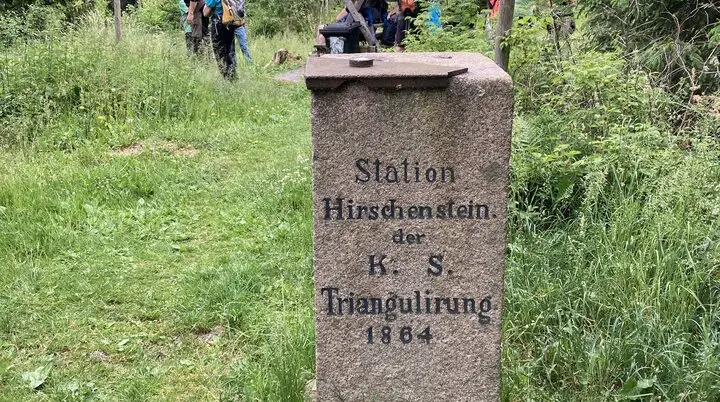 Station
Hirschenstein.
der
K. S.
Triangulirung
1864